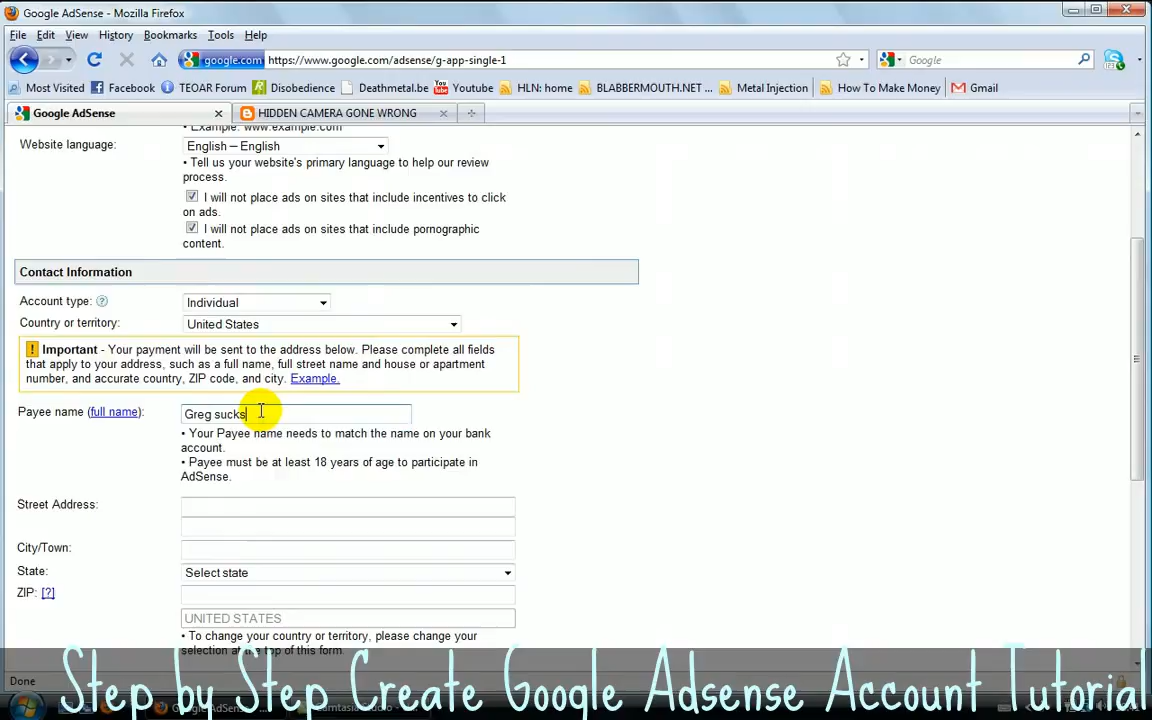 Google AdSense - Mozilla Firefox
File Edit View History Bookmarks Tools Help
google.com https://www.google.com/adsense/g-app-single-1
Google
Most Visited Facebook TEOAR Forum Disobedience Deathmetal.be Youtube HLN: home BLABBERMOUTH.NET ... Metal Injection How To Make Money Gmail
Google AdSense HIDDEN CAMERA GONE WRONG
• Example: www.example.com
Website language: English — English
• Tell us your website's primary language to help our review
process.
I will not place ads on sites that include incentives to click
on ads.
I will not place ads on sites that include pornographic
content.
Contact Information
Account type: Individual
Country or territory: United States
Important - Your payment will be sent to the address below. Please complete all fields
that apply to your address, such as a full name, full street name and house or apartment
number, and accurate country, ZIP code, and city. Example.
Payee name (full name): Greg sucks
• Your Payee name needs to match the name on your bank
account.
• Payee must be at least 18 years of age to participate in
AdSense.
Street Address:
City/Town:
State: Select state
ZIP: [?]
UNITED STATES
• To change your country or territory, please change your
selection at the top of this form.
Done
Step by Step Create Google Adsense Account Tutorial